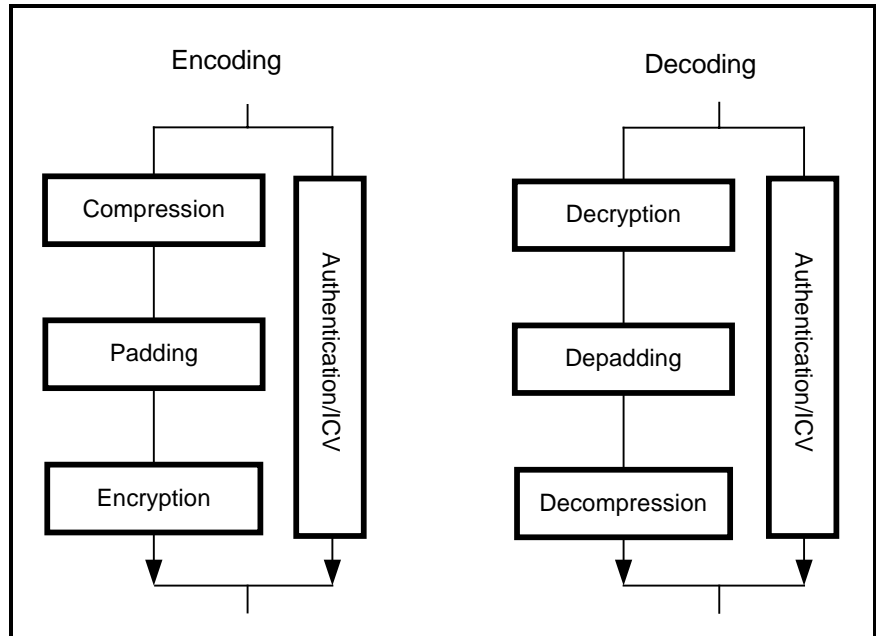 Encoding
Compression
Padding
Encryption
Authentication/ICV
Decoding
Decryption
Depadding
Decompression
Authentication/ICV